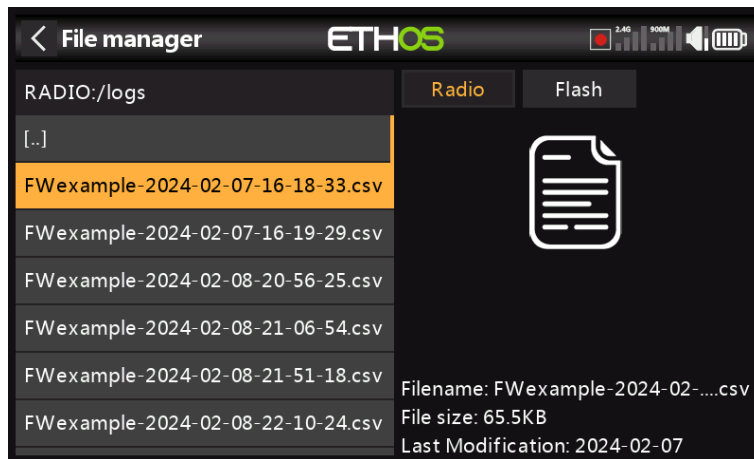 File manager
ETHOS
2.4G
900M
RADIO:/logs
Radio
Flash
[..]
FWexample-2024-02-07-16-18-33.csv
FWexample-2024-02-07-16-19-29.csv
FWexample-2024-02-08-20-56-25.csv
FWexample-2024-02-08-21-06-54.csv
FWexample-2024-02-08-21-51-18.csv
FWexample-2024-02-08-22-10-24.csv
Filename: FWexample-2024-02-....csv
File size: 65.5KB
Last Modification: 2024-02-07